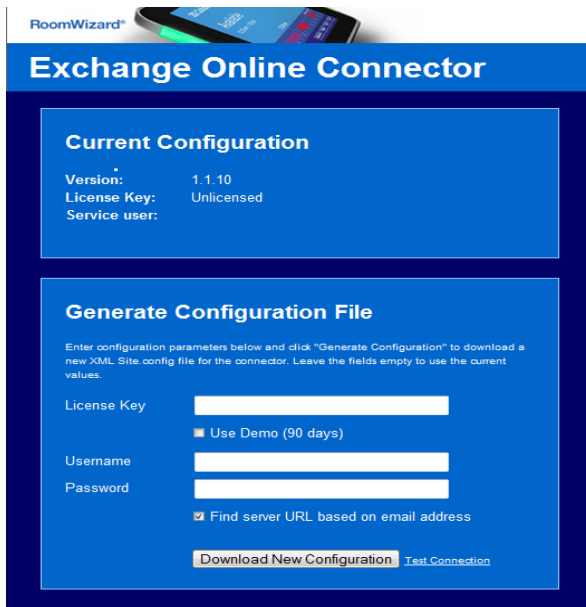 RoomWizard®
Exchange Online Connector
Current Configuration
Version: 1.1.10
License Key: Unlicensed
Service user:
Generate Configuration File
Enter configuration parameters below and click "Generate Configuration" to download a
new XML Site.config file for the connector. Leave the fields empty to use the current
values.
License Key
Use Demo (90 days)
Username
Password
Find server URL based on email address
Download New Configuration Test Connection